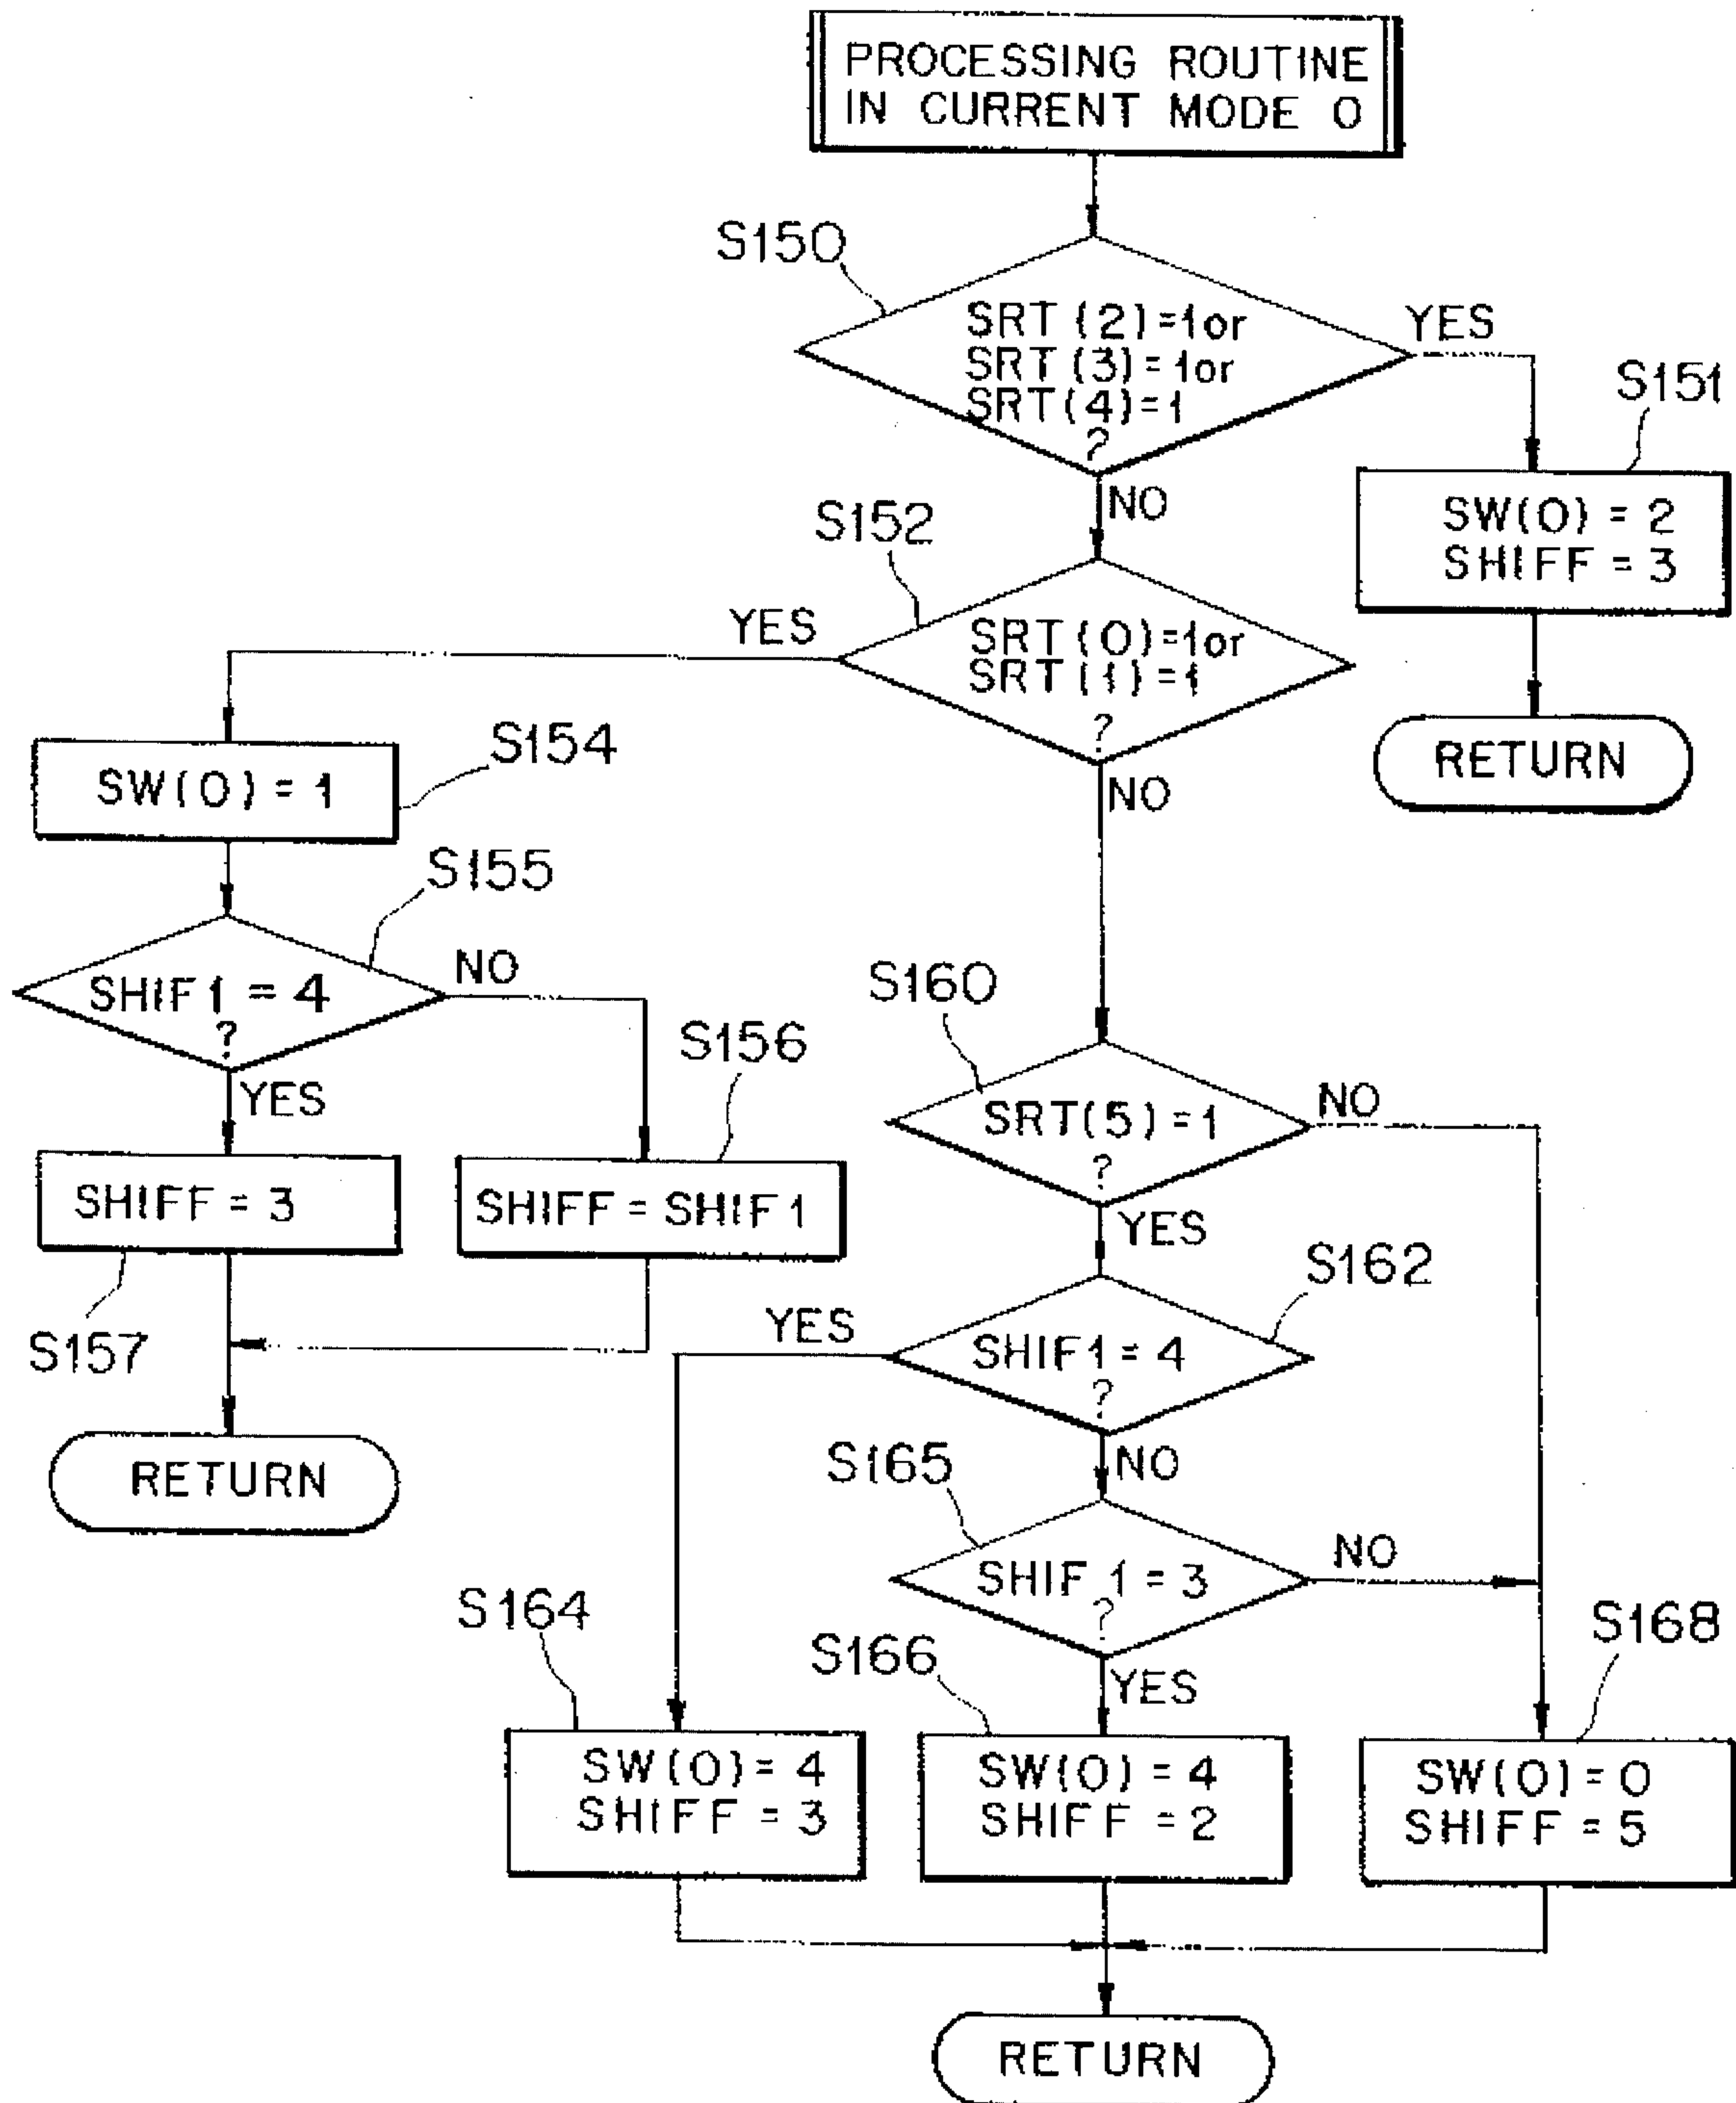 PROCESSING ROUTINE
IN CURRENT MODE 0
S150
SRT (2)=1or
SRT (3)=1or
SRT(4)=1
?
YES
S151
SW(0) = 2
SHIFF = 3
RETURN
NO
S152
SRT (0)=1or
SRT (1)=1
?
YES
NO
S154
SW(0) = 1
S155
SHIF1 = 4
?
NO
YES
S156
SHIFF = 3
SHIFF = SHIF1
S157
RETURN
S160
SRT(5)=1
?
NO
YES
S162
SHIF1 = 4
?
YES
NO
S165
SHIF1 = 3
?
NO
YES
S164
SW(0)= 4
SHIFF = 3
S166
SW(0)= 4
SHIFF = 2
S168
SW(0)=0
SHIFF = 5
RETURN